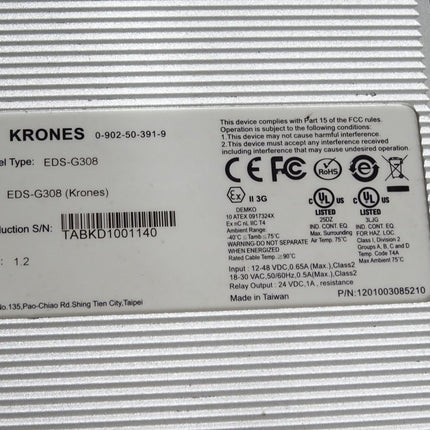 KRONES 0-902-50-391-9
el Type: EDS-G308
EDS-G308 (Krones)
duction S/N:
TABKD1001140
: 1.2
No.135,Pao-Chiao Rd.Shing Tien City,Taipei
This device complies with Part 15 of the FCC rules.
Operation is subject to the following conditions:
1.This device may not cause harmful interference.
2.This device must accept any interference received including
interference that may cause undesired operation.
CE FC RoHS UL
Ex II 3G
DEMKO
10 ATEX 0917324X
Ex nC nL IIC T4
Ambient Range
-40˚C ≤Tamb≤75˚C
WARNING-DO NOT SEPARATE
WHEN ENERGIZED
Rated Cable Temp.≥90˚C
c UL US
LISTED
25DZ
IND. CONT. EQ.
Max. Surrounding
Air Temp. 75˚C
c UL US
LISTED
3LJG
IND. CONT. EQ.
FOR HAZ. LOC.
Class I, Division 2
Groups A, B, C, D
Temp. Code T4A
Max Ambient 75˚C
Input : 12-48 VDC, 0.65A (Max.),Class2
18-30 VAC, 50/60Hz,0.5A(Max.), Class2
Relay Output : 24 VDC,1A , resistance
Made in Taiwan
P/N:1201003085210